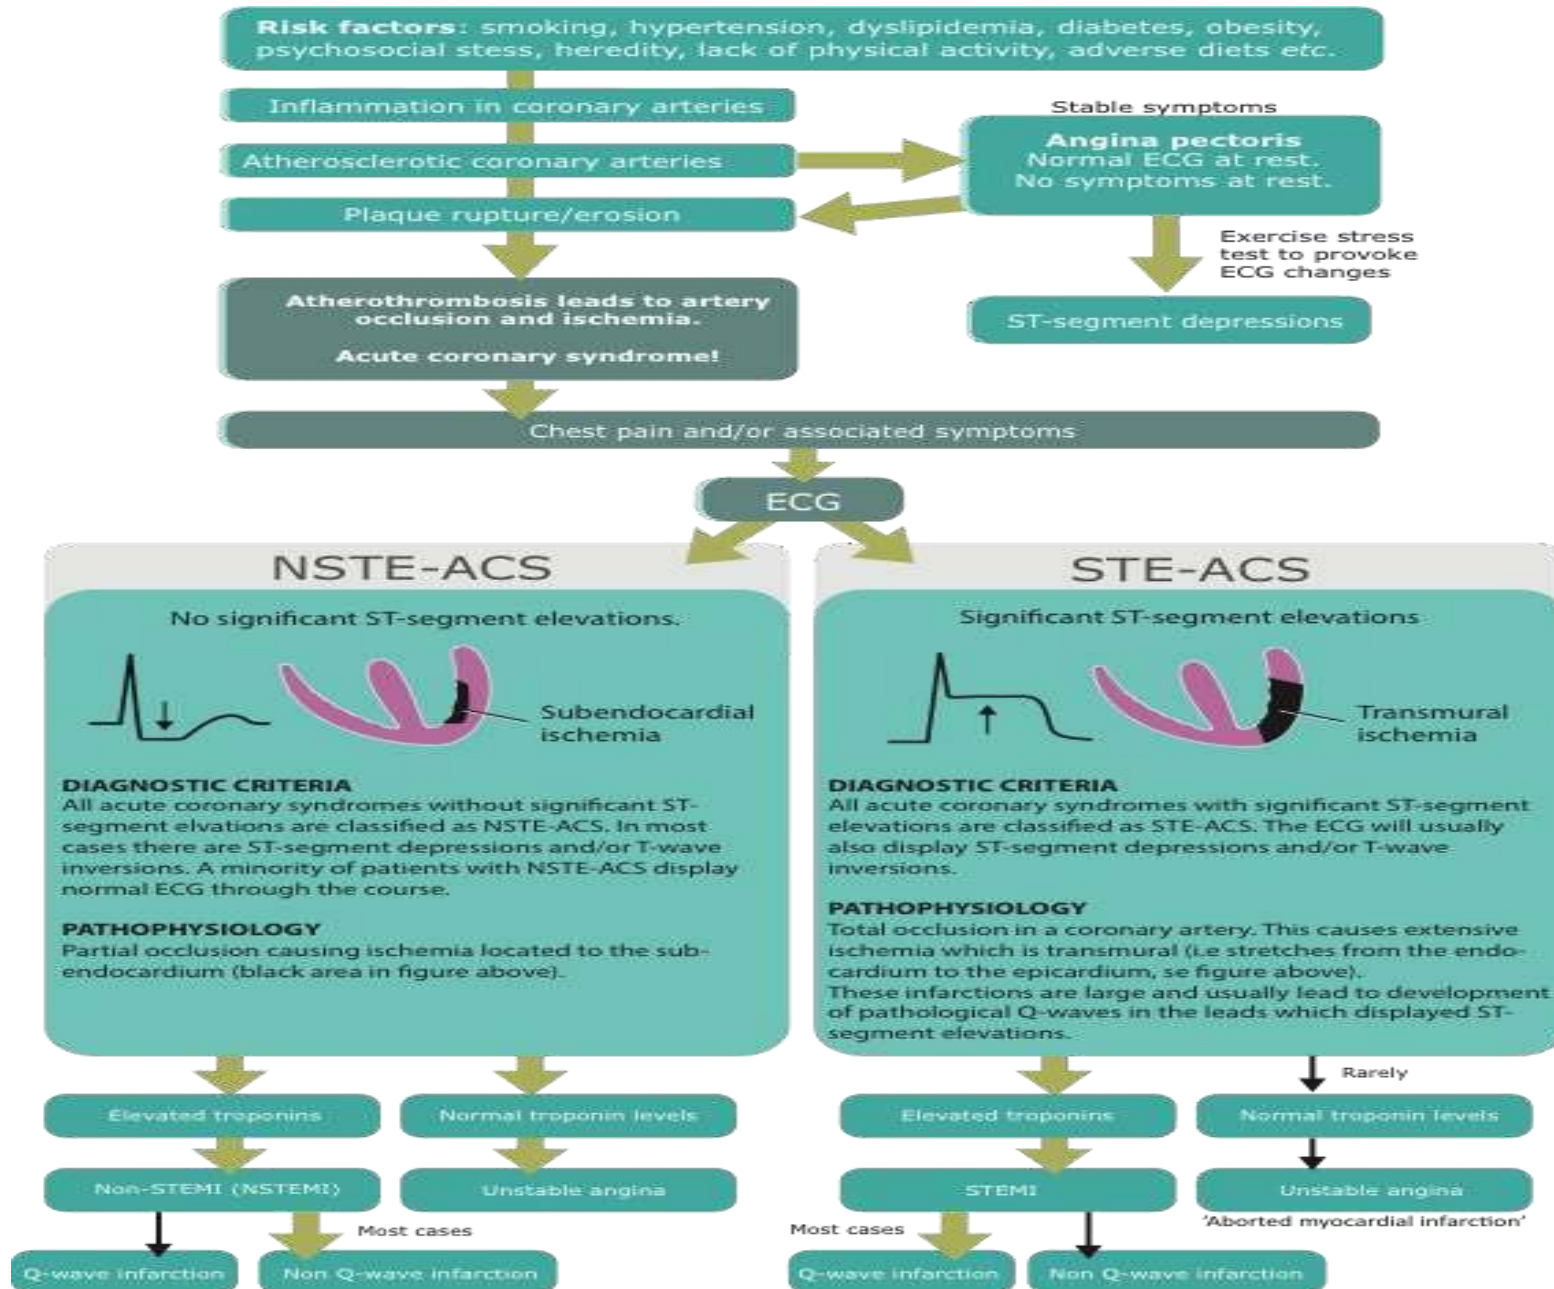 Risk factors: smoking, hypertension, dyslipidemia, diabetes, obesity,
psychosocial stess, heredity, lack of physical activity, adverse diets etc.
Inflammation in coronary arteries
Atherosclerotic coronary arteries
Plaque rupture/erosion
Stable symptoms
Angina pectoris
Normal ECG at rest.
No symptoms at rest.
Exercise stress
test to provoke
ECG changes
ST-segment depressions
Atherothrombosis leads to artery
occlusion and ischemia.
Acute coronary syndrome!
Chest pain and/or associated symptoms
ECG
NSTE-ACS
No significant ST-segment elevations.
Subendocardial
ischemia
DIAGNOSTIC CRITERIA
All acute coronary syndromes without significant ST-
segment elvations are classified as NSTE-ACS. In most
cases there are ST-segment depressions and/or T-wave
inversions. A minority of patients with NSTE-ACS display
normal ECG through the course.
PATHOPHYSIOLOGY
Partial occlusion causing ischemia located to the sub-
endocardium (black area in figure above).
Elevated troponins
Normal troponin levels
Non-STEMI (NSTEMI)
Unstable angina
Most cases
Q-wave infarction
Non Q-wave infarction
STE-ACS
Significant ST-segment elevations
Transmural
ischemia
DIAGNOSTIC CRITERIA
All acute coronary syndromes with significant ST-segment
elevations are classified as STE-ACS. The ECG will usually
also display ST-segment depressions and/or T-wave
inversions.
PATHOPHYSIOLOGY
Total occlusion in a coronary artery. This causes extensive
ischemia which is transmural (i.e stretches from the endo-
cardium to the epicardium, se figure above).
These infarctions are large and usually lead to development
of pathological Q-waves in the leads which displayed ST-
segment elevations.
Rarely
Elevated troponins
Normal troponin levels
STEMI
Unstable angina
'Aborted myocardial infarction'
Most cases
Q-wave infarction
Non Q-wave infarction